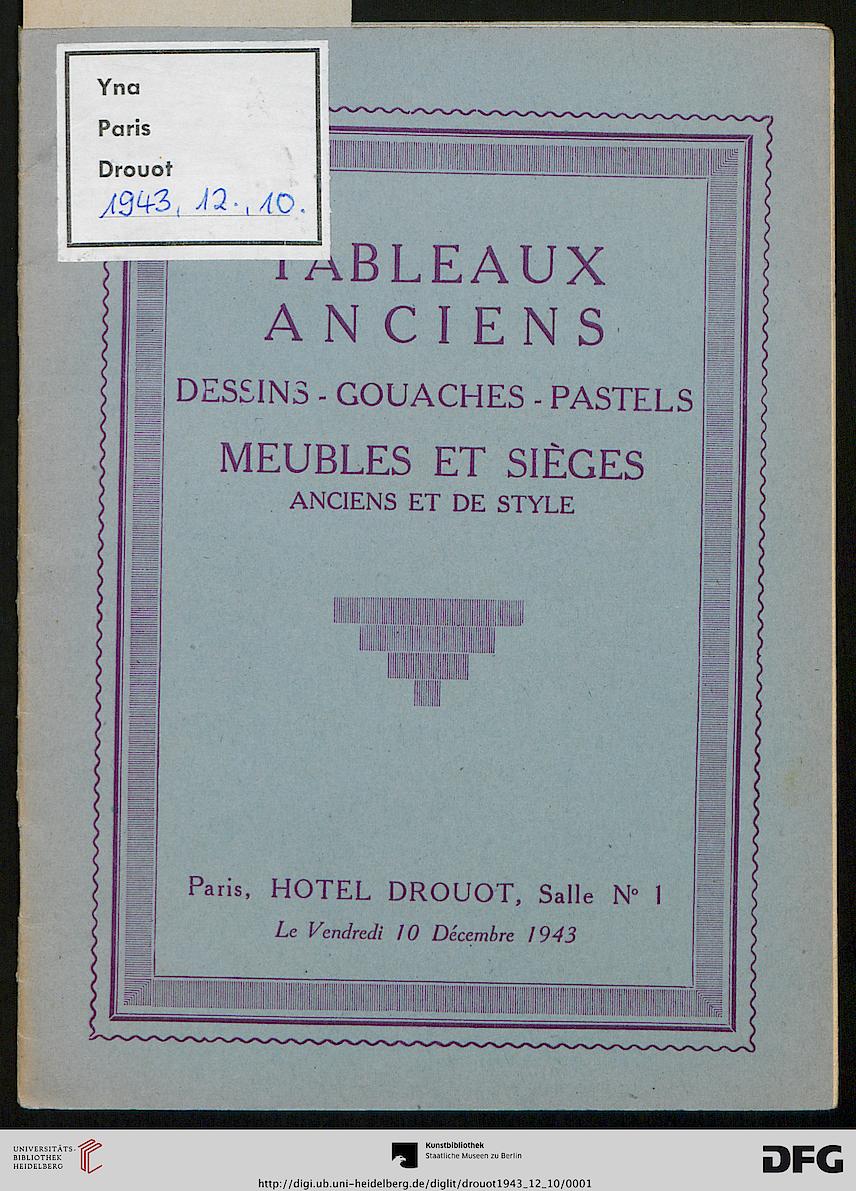 Yna
Paris
Drouot
1943, 12., 10.
TABLEAUX
ANCIENS
DESSINS - GOUACHES - PASTELS
MEUBLES ET SIÈGES
ANCIENS ET DE STYLE
Paris, HOTEL DROUOT, Salle Nº 1
Le Vendredi 10 Décembre 1943
UNIVERSITÄTS-
BIBLIOTHEK
HEIDELBERG
Kunstbibliothek
Staatliche Museen zu Berlin
DFG
http://digi.ub.uni-heidelberg.de/diglit/drouot1943_12_10/0001